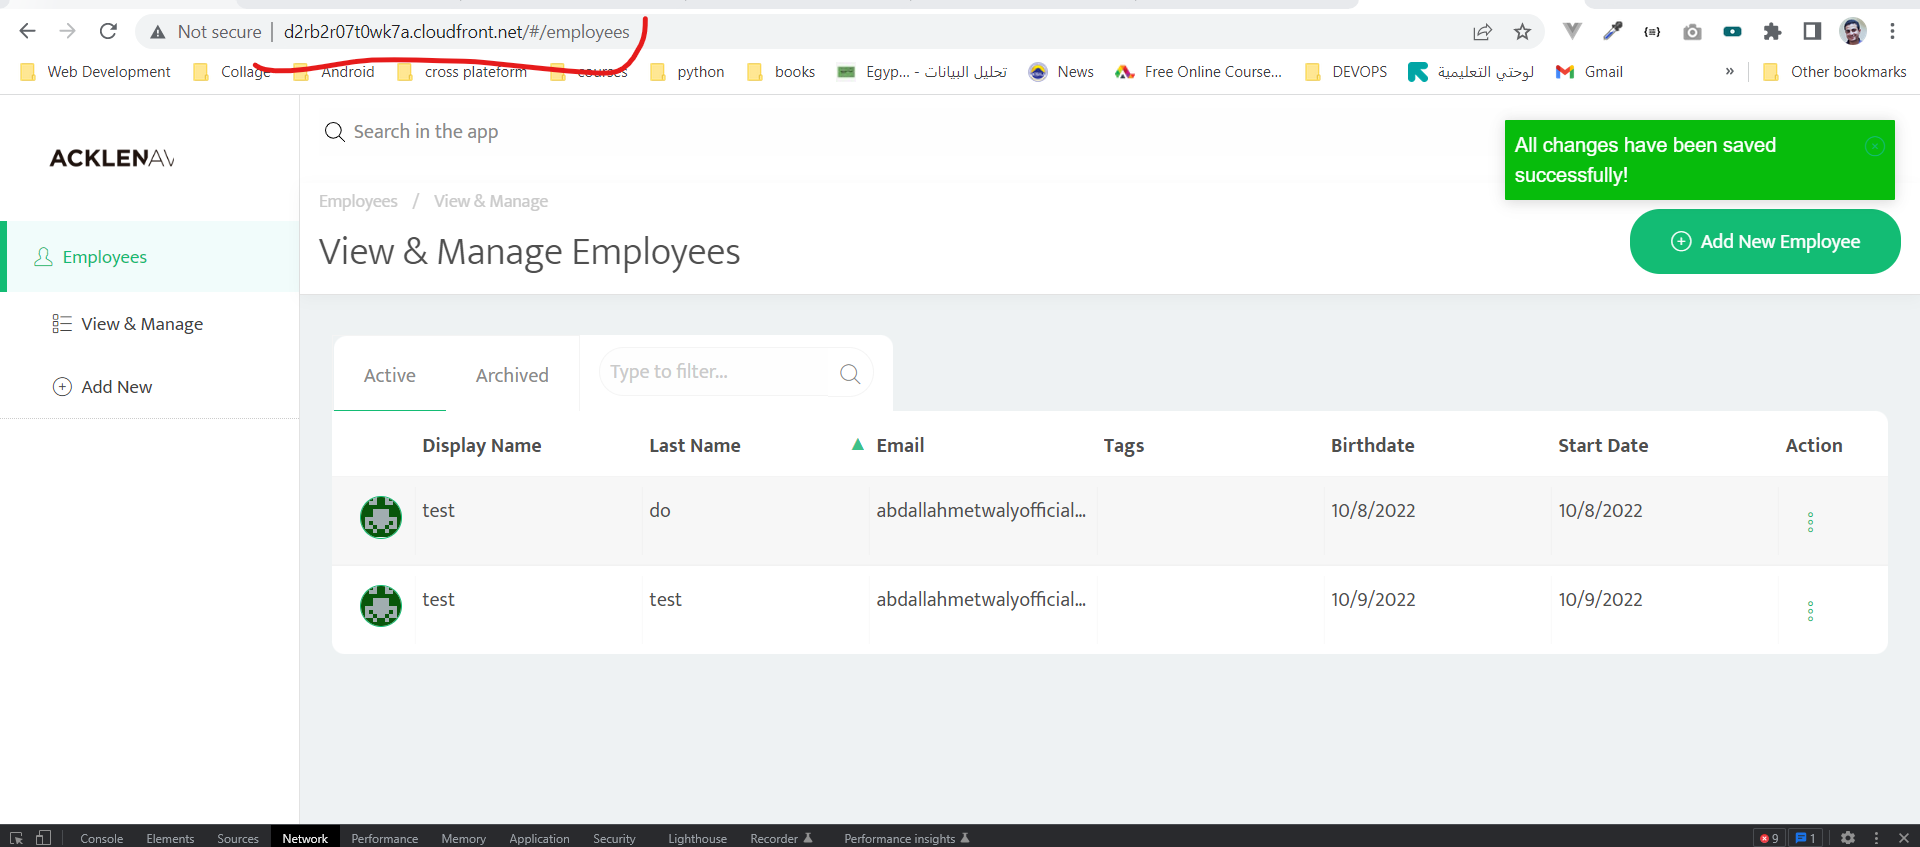 Not secure | d2rb2r07t0wk7a.cloudfront.net/#/employees
Web Development Collage Android cross plateform courses python books Egyp... - تحليل البيانات News Free Online Course... DEVOPS لوحتي التعليمية Gmail » Other bookmarks
ACKLENAV
Search in the app
All changes have been saved
successfully!
Employees / View & Manage
View & Manage Employees
Add New Employee
Employees
View & Manage
Add New
Active Archived Type to filter...
Display Name Last Name ▲ Email Tags Birthdate Start Date Action
test do abdallahmetwalyofficial... 10/8/2022 10/8/2022
test test abdallahmetwalyofficial... 10/9/2022 10/9/2022
Console Elements Sources Network Performance Memory Application Security Lighthouse Recorder Performance insights 9 1